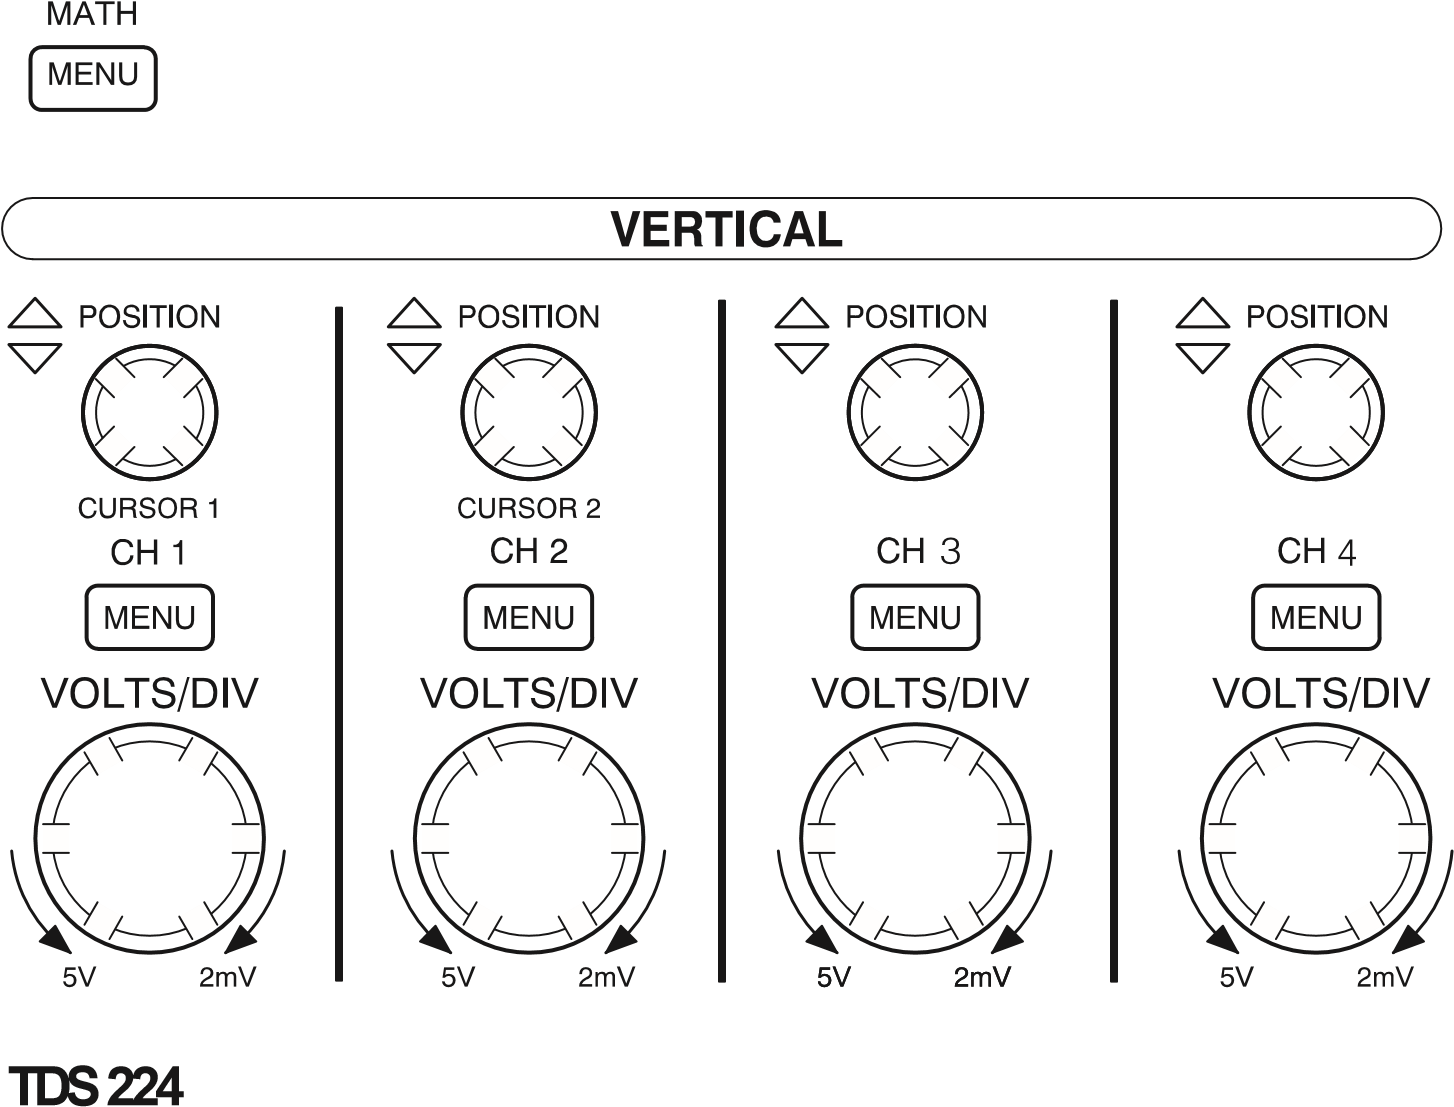 MATH
MENU
VERTICAL
POSITION POSITION POSITION POSITION
CURSOR 1 CURSOR 2
CH 1 CH 2 CH 3 CH 4
MENU MENU MENU MENU
VOLTS/DIV VOLTS/DIV VOLTS/DIV VOLTS/DIV
5V 2mV 5V 2mV 5V 2mV 5V 2mV
TDS 224